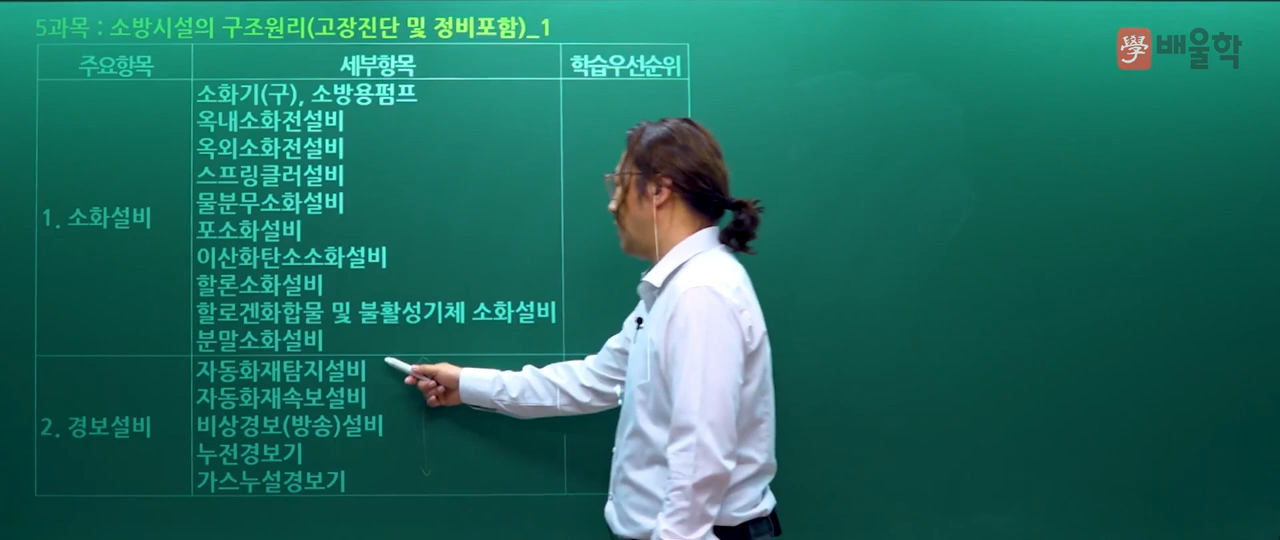 5과목 : 소방시설의 구조원리(고장진단 및 정비포함)_1
學 배울학
주요항목 세부항목 학습우선순위
1. 소화설비
소화기(구), 소방용펌프
옥내소화전설비
옥외소화전설비
스프링클러설비
물분무소화설비
포소화설비
이산화탄소소화설비
할론소화설비
할로겐화합물 및 불활성기체 소화설비
분말소화설비
2. 경보설비
자동화재탐지설비
자동화재속보설비
비상경보(방송)설비
누전경보기
가스누설경보기